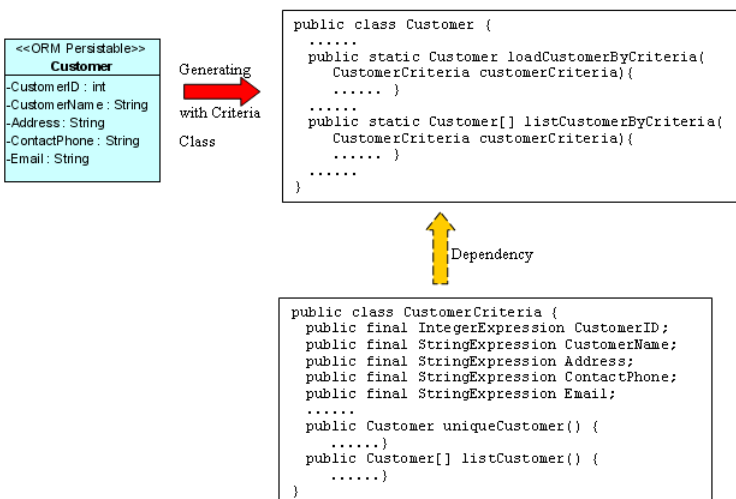 <<ORM Persistable>>
Customer
-CustomerID : int
-CustomerName : String
-Address : String
-ContactPhone : String
-Email : String
Generating
with Criteria
Class
public class Customer {
......
public static Customer loadCustomerByCriteria(
CustomerCriteria customerCriteria){
...... }
......
public static Customer[] listCustomerByCriteria(
CustomerCriteria customerCriteria){
...... }
......
}
Dependency
public class CustomerCriteria {
public final IntegerExpression CustomerID;
public final StringExpression CustomerName;
public final StringExpression Address;
public final StringExpression ContactPhone;
public final StringExpression Email;
......
public Customer uniqueCustomer() {
......}
public Customer[] listCustomer() {
......}
}